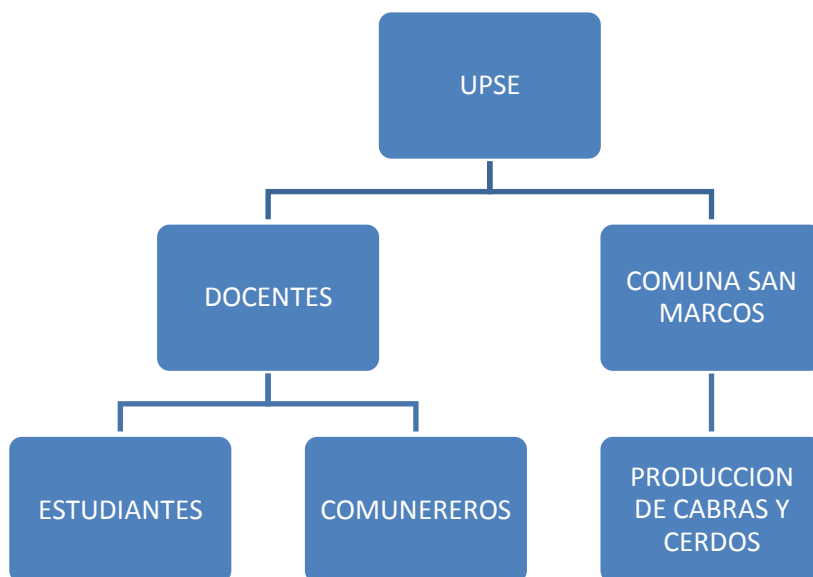 UPSE
DOCENTES
COMUNA SAN
MARCOS
ESTUDIANTES
COMUNEREROS
PRODUCCION
DE CABRAS Y
CERDOS